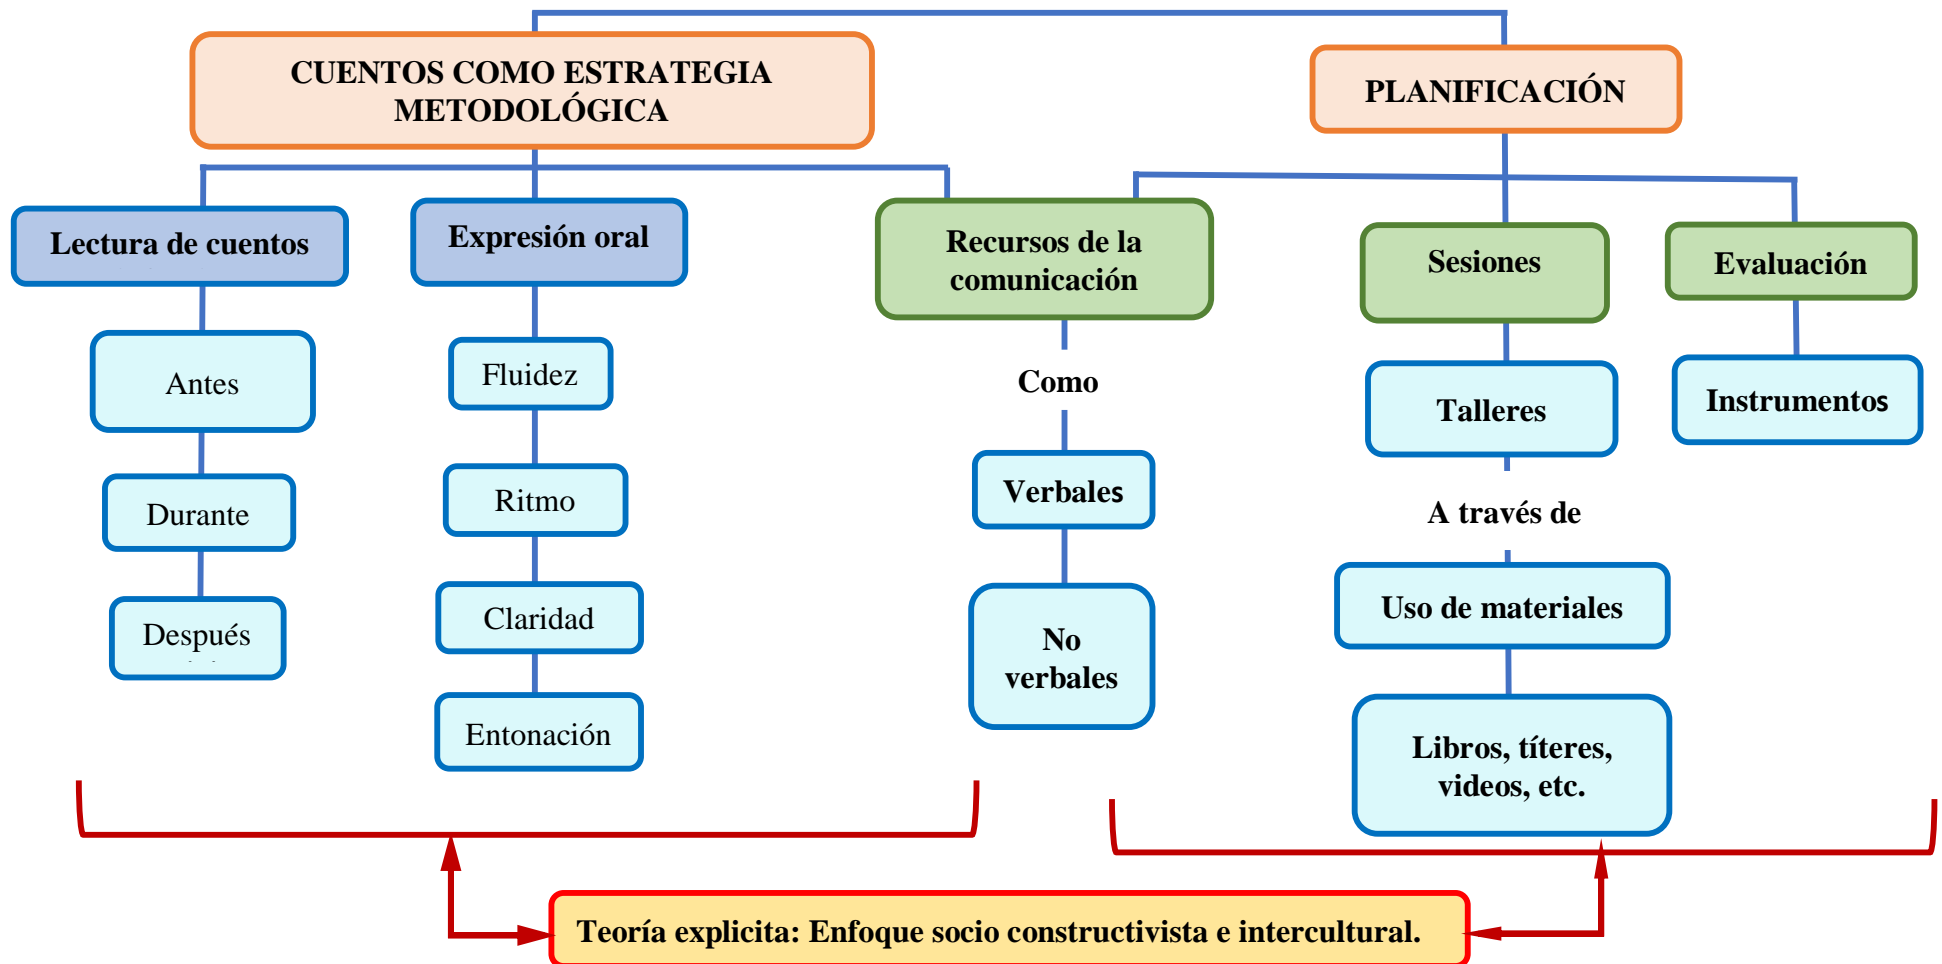 CUENTOS COMO ESTRATEGIA
METODOLÓGICA
PLANIFICACIÓN
Lectura de cuentos
Expresión oral
Recursos de la
comunicación
Sesiones
Evaluación
Antes
Durante
Después
Fluidez
Ritmo
Claridad
Entonación
Como
Verbales
No
verbales
Talleres
A través de
Uso de materiales
Libros, títeres,
videos, etc.
Instrumentos
Teoría explicita: Enfoque socio constructivista e intercultural.